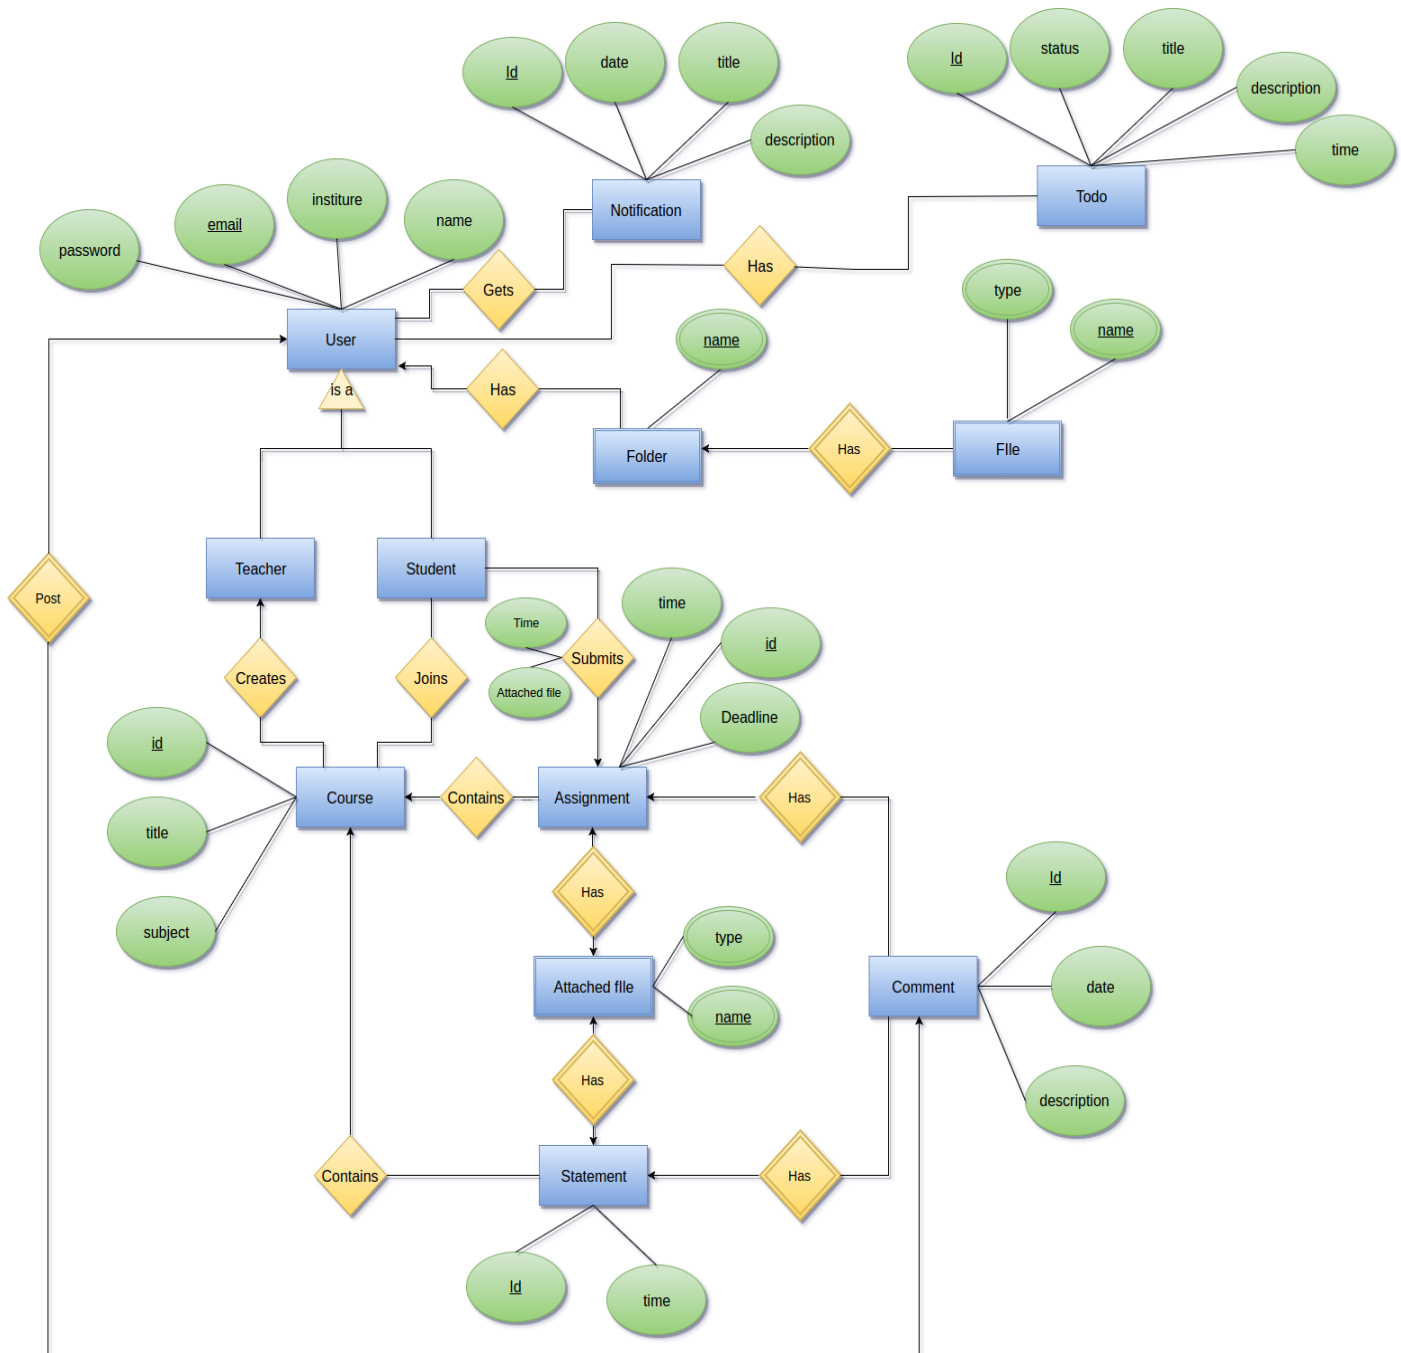 Id
date
title
description
Id
status
title
description
time
Notification
Todo
password
email
institure
name
Gets
Has
User
is a
Has
name
type
name
Folder
Has
FIle
Teacher
Student
Post
Creates
Joins
Time
Attached file
Submits
time
id
Deadline
id
title
subject
Course
Contains
Assignment
Has
Has
Attached fIle
type
name
Comment
Id
date
description
Has
Contains
Statement
Has
Id
time